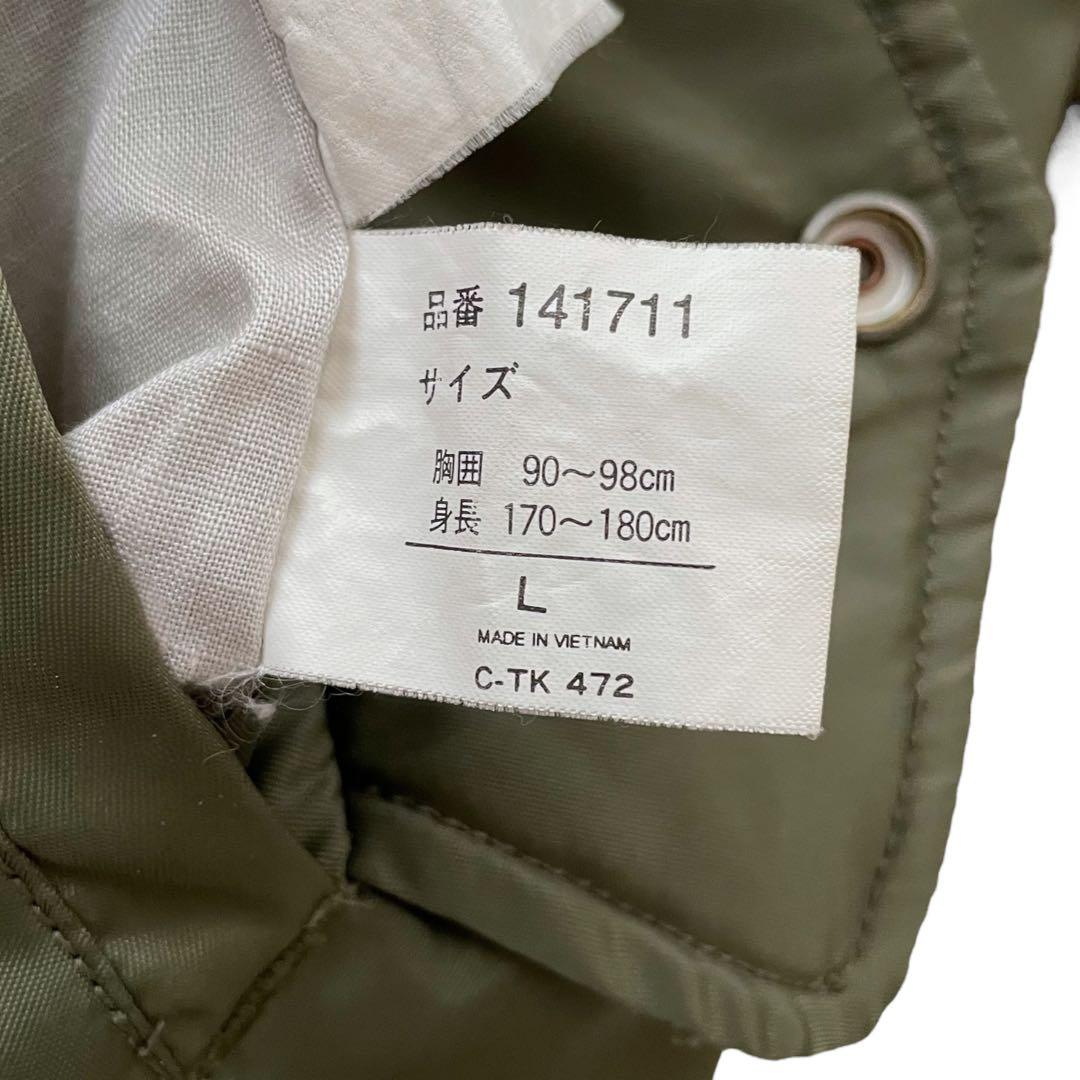 品番 141711
サイズ
胸囲 90～98cm
身長 170～180cm
L
MADE IN VIETNAM
C-TK 472